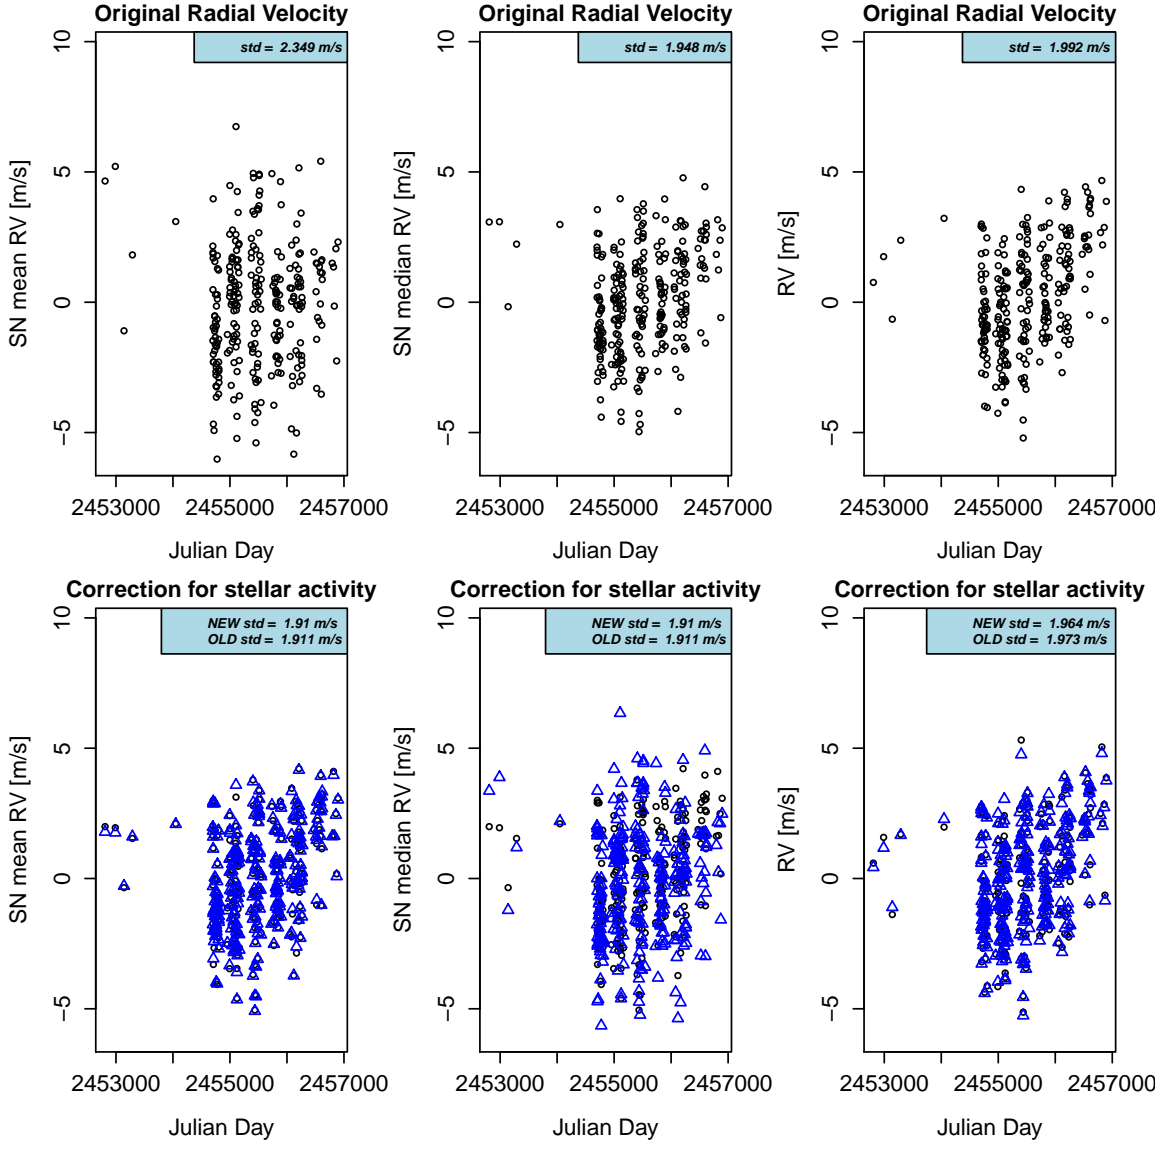 Original Radial Velocity
std = 2.349 m/s
SN mean RV [m/s]
10
5
0
−5
2453000 2455000 2457000
Julian Day
Original Radial Velocity
std = 1.948 m/s
SN median RV [m/s]
10
5
0
−5
2453000 2455000 2457000
Julian Day
Original Radial Velocity
std = 1.992 m/s
RV [m/s]
10
5
0
−5
2453000 2455000 2457000
Julian Day
Correction for stellar activity
NEW std = 1.91 m/s
OLD std = 1.911 m/s
SN mean RV [m/s]
10
5
0
−5
2453000 2455000 2457000
Julian Day
Correction for stellar activity
NEW std = 1.91 m/s
OLD std = 1.911 m/s
SN median RV [m/s]
10
5
0
−5
2453000 2455000 2457000
Julian Day
Correction for stellar activity
NEW std = 1.964 m/s
OLD std = 1.973 m/s
RV [m/s]
10
5
0
−5
2453000 2455000 2457000
Julian Day